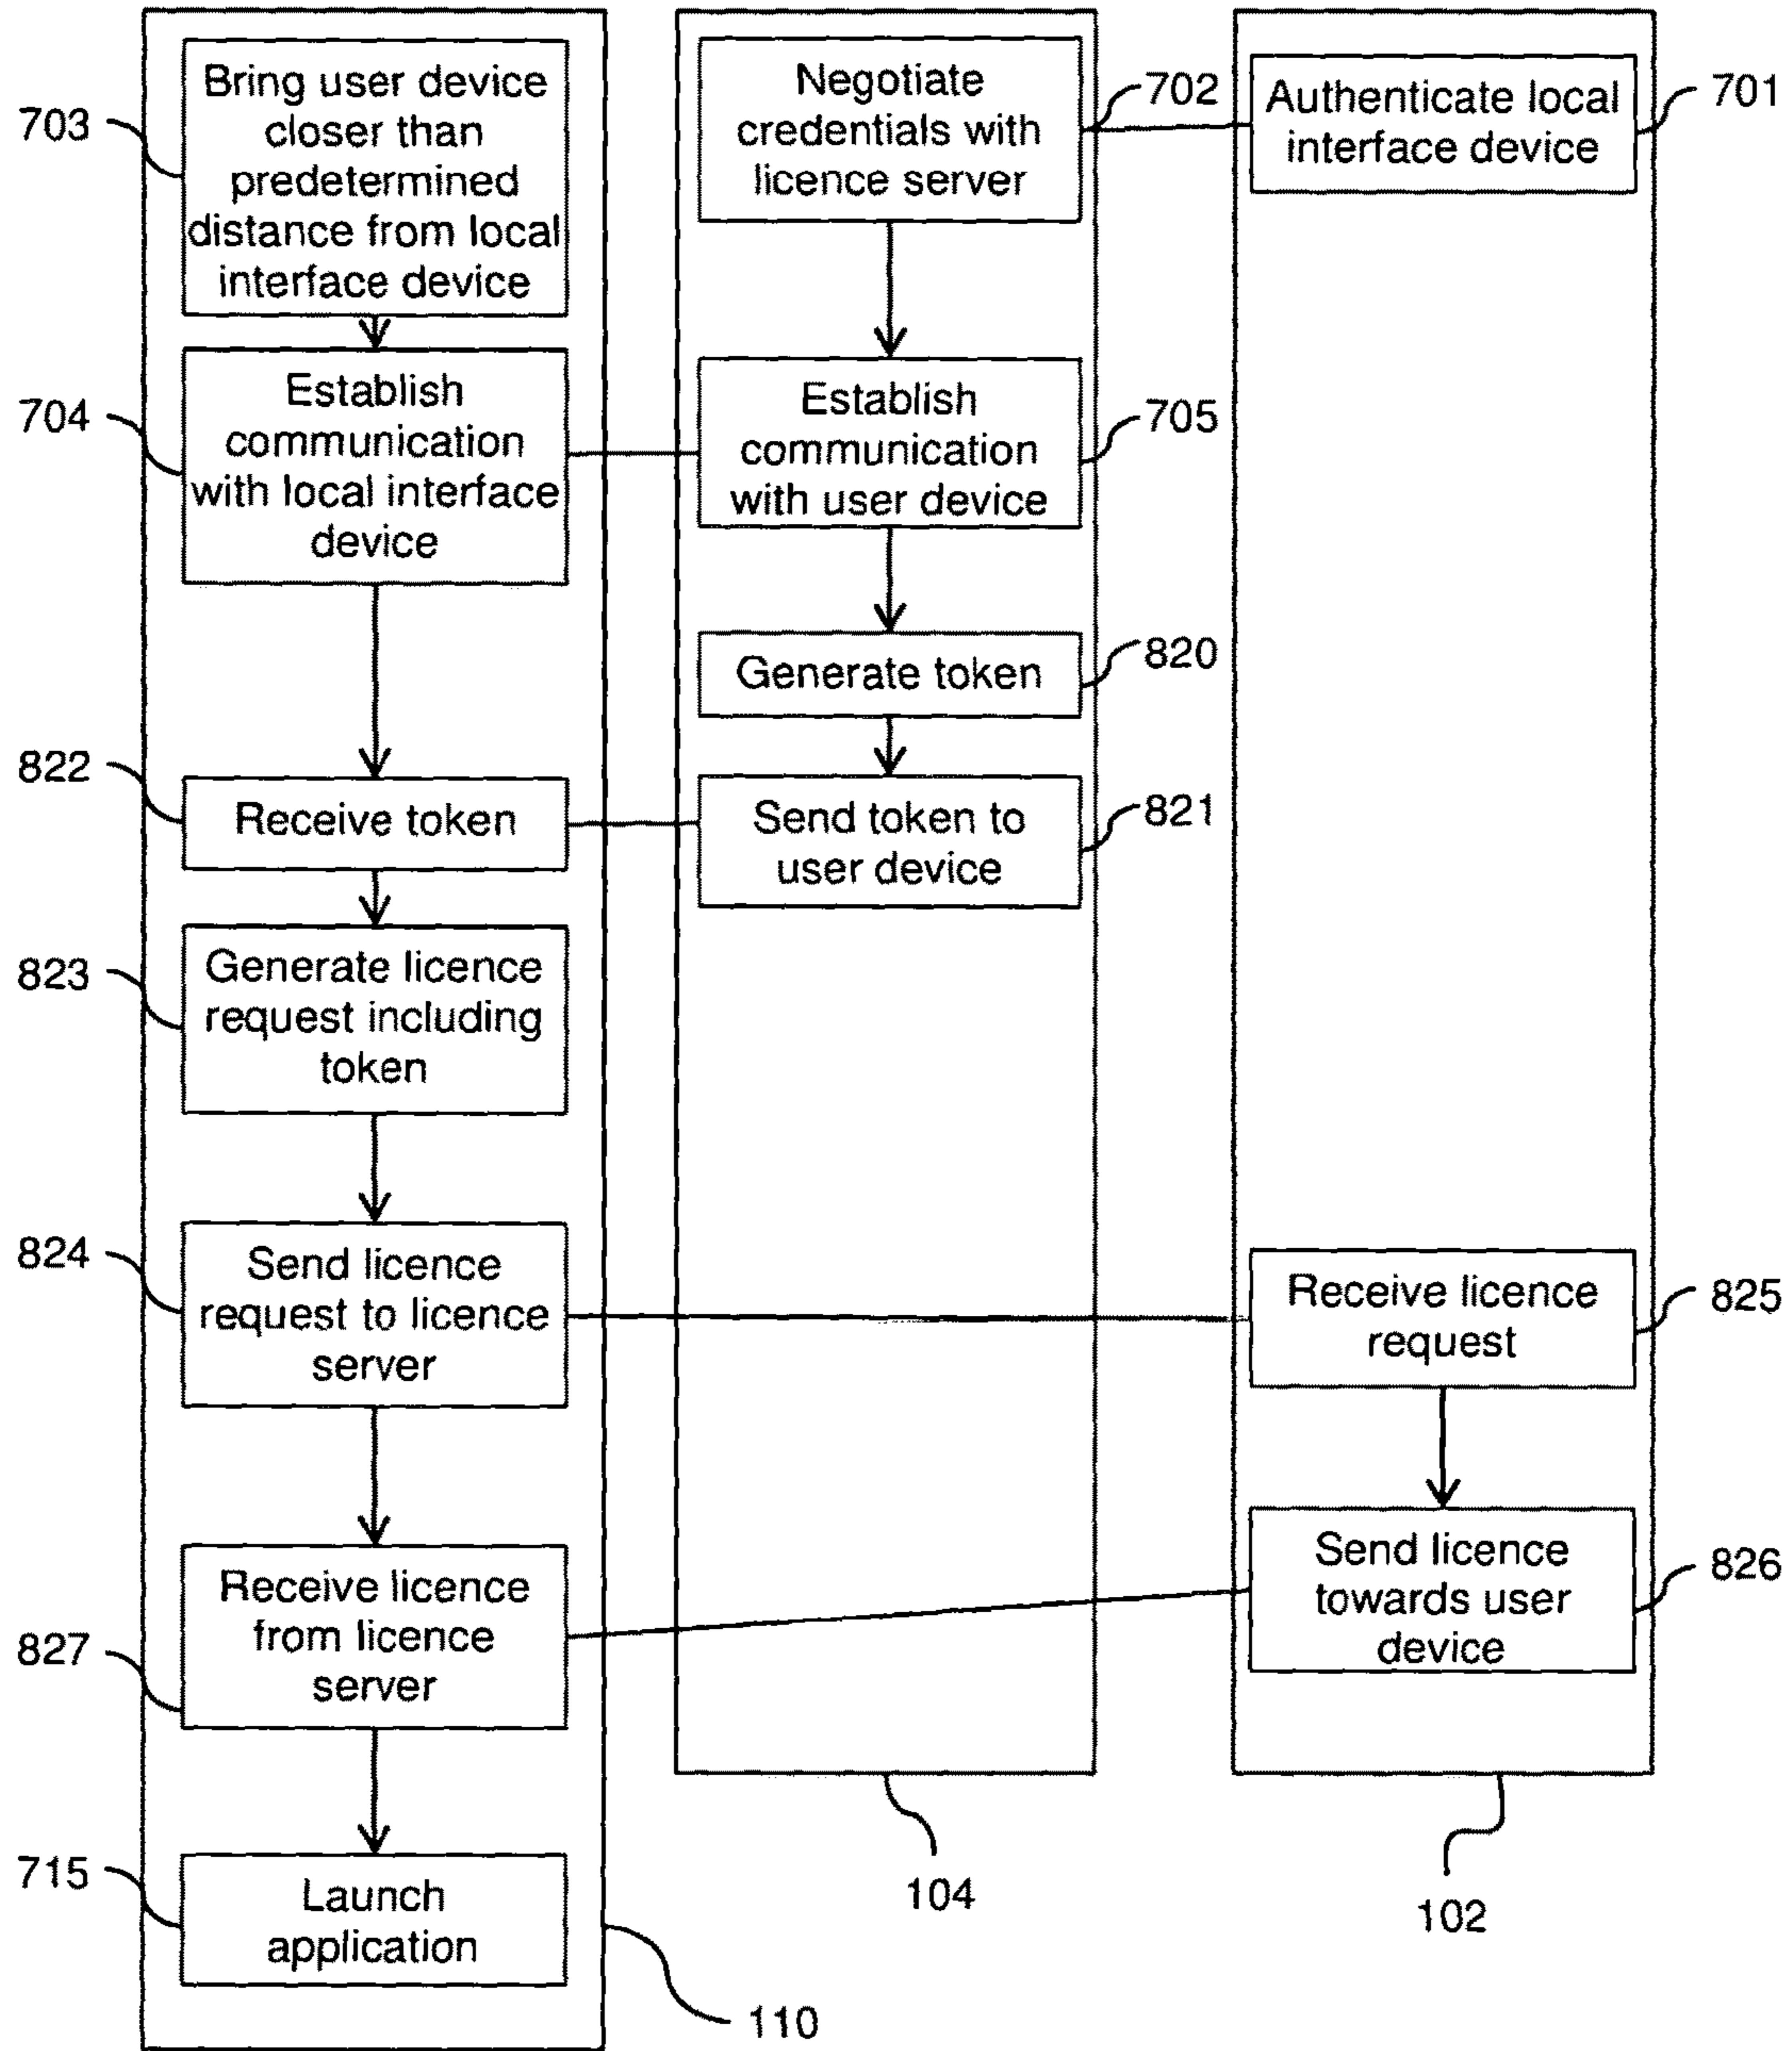 703
Bring user device
closer than
predetermined
distance from local
interface device
Negotiate
credentials with
licence server
702
Authenticate local
interface device
701
704
Establish
communication
with local interface
device
Establish
communication
with user device
705
Generate token
820
822
Receive token
Send token to
user device
821
823
Generate licence
request including
token
824
Send licence
request to licence
server
Receive licence
request
825
827
Receive licence
from licence
server
Send licence
towards user
device
826
715
Launch
application
110
104
102